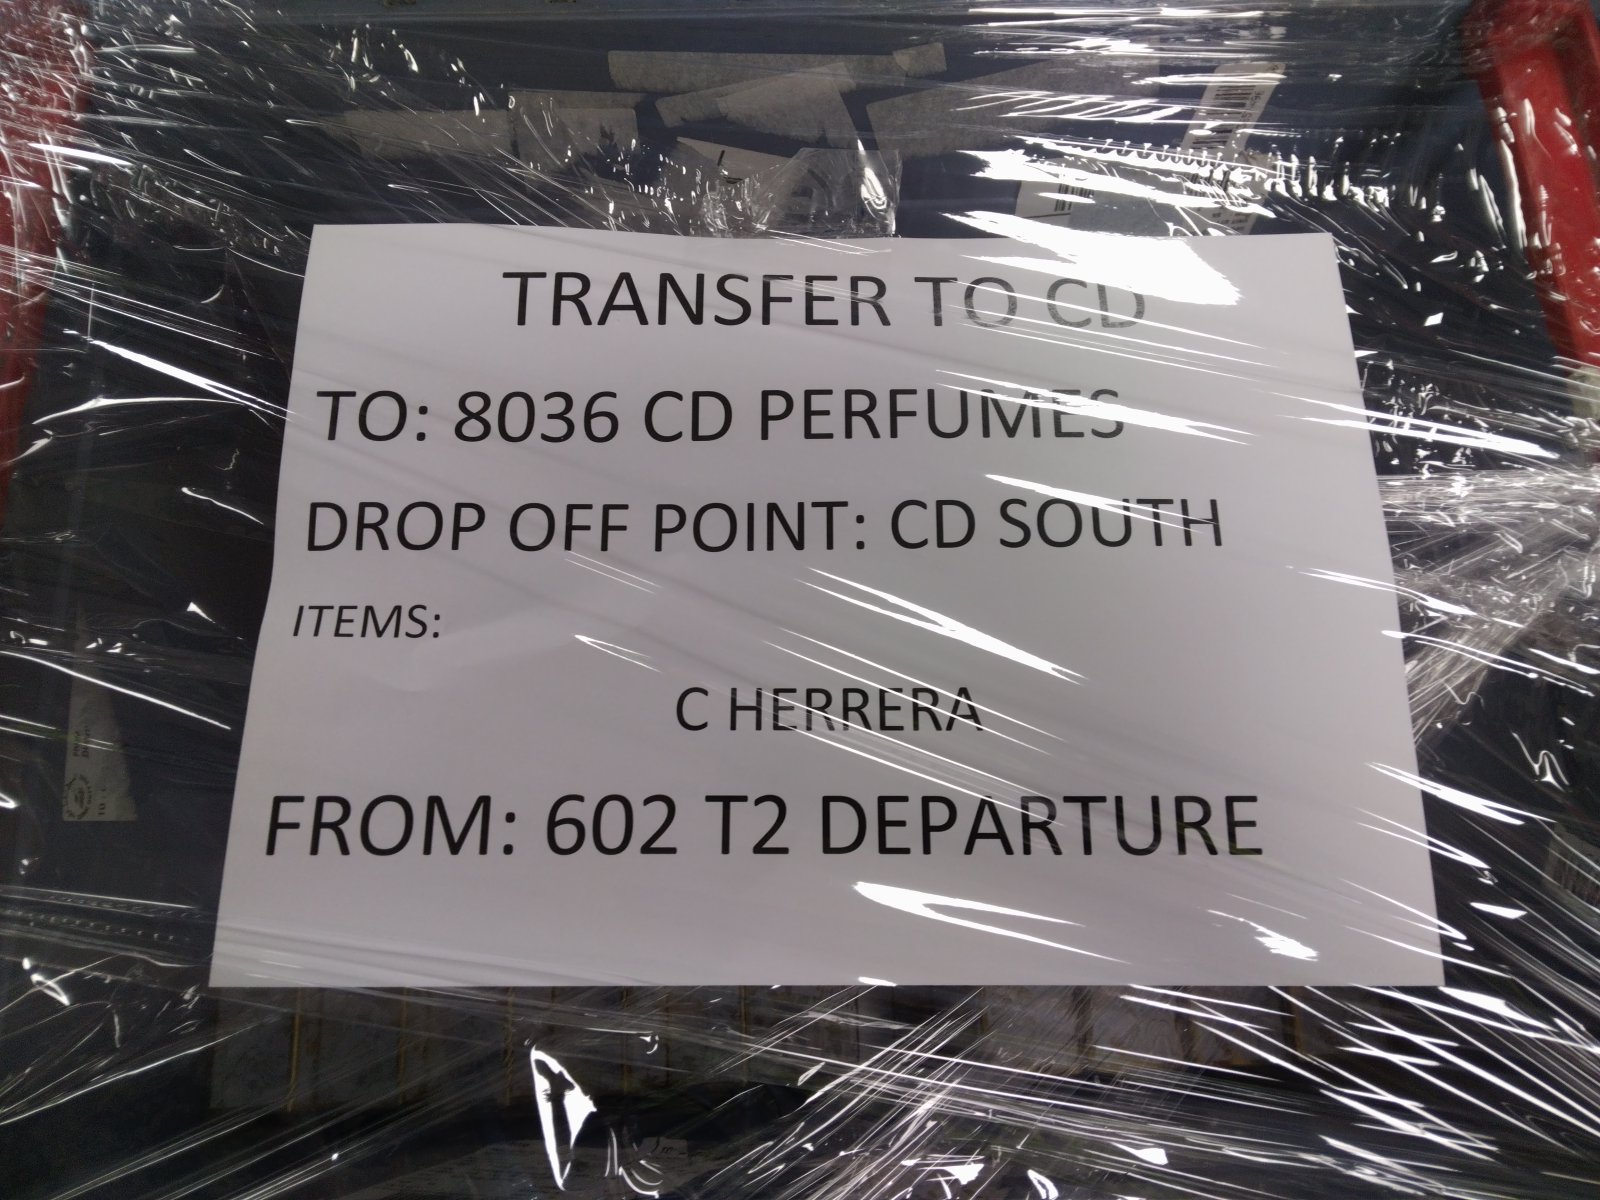 TRANSFER TO CD
TO: 8036 CD PERFUMES
DROP OFF POINT: CD SOUTH
ITEMS:
C HERRERA
FROM: 602 T2 DEPARTURE